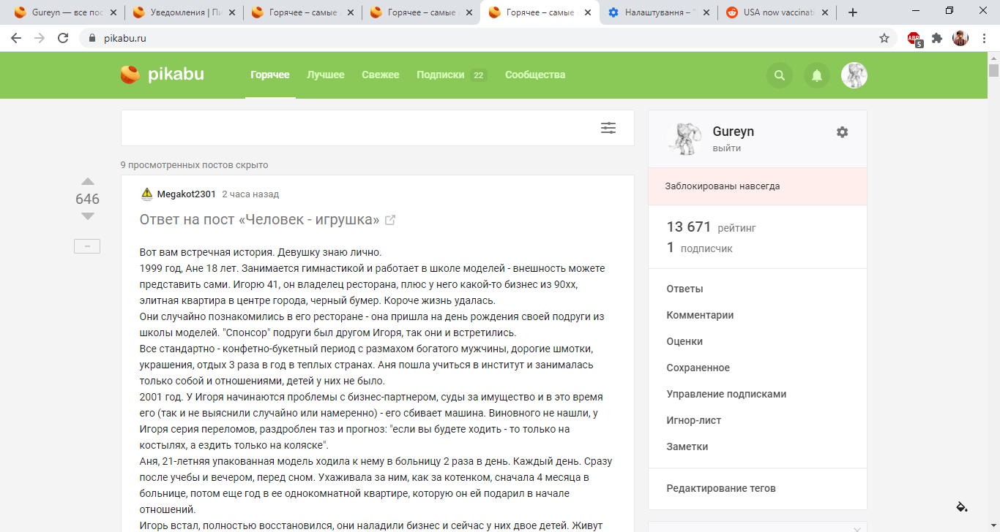 Gureyn — все пос
Уведомления | Пи
Горячее – самые
Горячее – самые
Горячее – самые
Налаштування – "
USA now vaccinati
pikabu.ru
ABP
5
pikabu
Горячее
Лучшее
Свежее
Подписки 22
Сообщества
9 просмотренных постов скрыто
646
Megakot2301 2 часа назад
Ответ на пост «Человек - игрушка»
Вот вам встречная история. Девушку знаю лично.
1999 год, Ане 18 лет. Занимается гимнастикой и работает в школе моделей - внешность можете
представить сами. Игорю 41, он владелец ресторана, плюс у него какой-то бизнес из 90хх,
элитная квартира в центре города, черный бумер. Короче жизнь удалась.
Они случайно познакомились в его ресторане - она пришла на день рождения своей подруги из
школы моделей. "Спонсор" подруги был другом Игоря, так они и встретились.
Все стандартно - конфетно-букетный период с размахом богатого мужчины, дорогие шмотки,
украшения, отдых 3 раза в год в теплых странах. Аня пошла учиться в институт и занималась
только собой и отношениями, детей у них не было.
2001 год. У Игоря начинаются проблемы с бизнес-партнером, суды за имущество и в это время
его (так и не выяснили случайно или намеренно) - его сбивает машина. Виновного не нашли, у
Игоря серия переломов, раздроблен таз и прогноз: "если вы будете ходить - то только на
костылях, а ездить только на коляске".
Аня, 21-летняя упакованная модель ходила к нему в больницу 2 раза в день. Каждый день. Сразу
после учебы и вечером, перед сном. Ухаживала за ним, как за котенком, сначала 4 месяца в
больнице, потом еще год в ее однокомнатной квартире, которую он ей подарил в начале
отношений.
Игорь встал, полностью восстановился, они наладили бизнес и сейчас у них двое детей. Живут
Gureyn
выйти
Заблокированы навсегда
13 671 рейтинг
1 подписчик
Ответы
Комментарии
Оценки
Сохраненное
Управление подписками
Игнор-лист
Заметки
Редактирование тегов